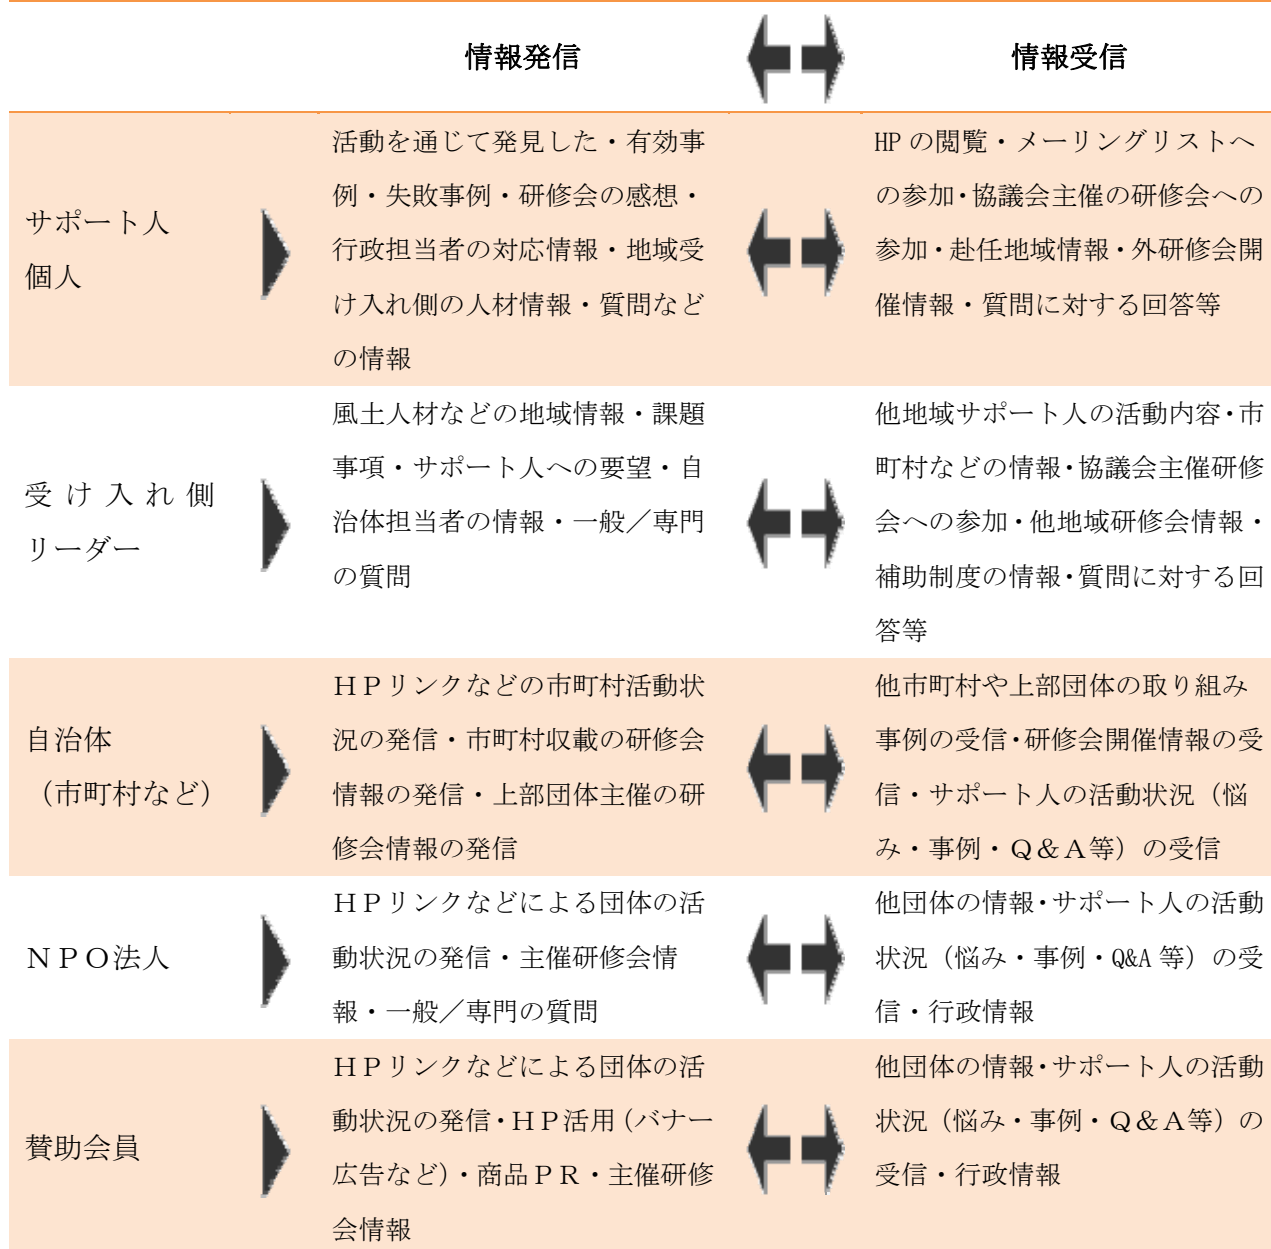 情報発信
情報受信
サポート人
個人
活動を通じて発見した・有効事
例・失敗事例・研修会の感想・
行政担当者の対応情報・地域受
け入れ側の人材情報・質問など
の情報
HP の閲覧・メーリングリストへ
の参加・協議会主催の研修会への
参加・赴任地域情報・外研修会開
催情報・質問に対する回答等
受け入れ側
リーダー
風土人材などの地域情報・課題
事項・サポート人への要望・自
治体担当者の情報・一般／専門
の質問
他地域サポート人の活動内容・市
町村などの情報・協議会主催研修
会への参加・他地域研修会情報・
補助制度の情報・質問に対する回
答等
自治体
（市町村など）
ＨＰリンクなどの市町村活動状
況の発信・市町村収載の研修会
情報の発信・上部団体主催の研
修会情報の発信
他市町村や上部団体の取り組み
事例の受信・研修会開催情報の受
信・サポート人の活動状況（悩
み・事例・Ｑ＆Ａ等）の受信
ＮＰＯ法人
ＨＰリンクなどによる団体の活
動状況の発信・主催研修会情
報・一般／専門の質問
他団体の情報・サポート人の活動
状況（悩み・事例・Q&A 等）の受
信・行政情報
賛助会員
ＨＰリンクなどによる団体の活
動状況の発信・ＨＰ活用（バナー
広告など）・商品ＰＲ・主催研修
会情報
他団体の情報・サポート人の活動
状況（悩み・事例・Ｑ＆Ａ等）の
受信・行政情報